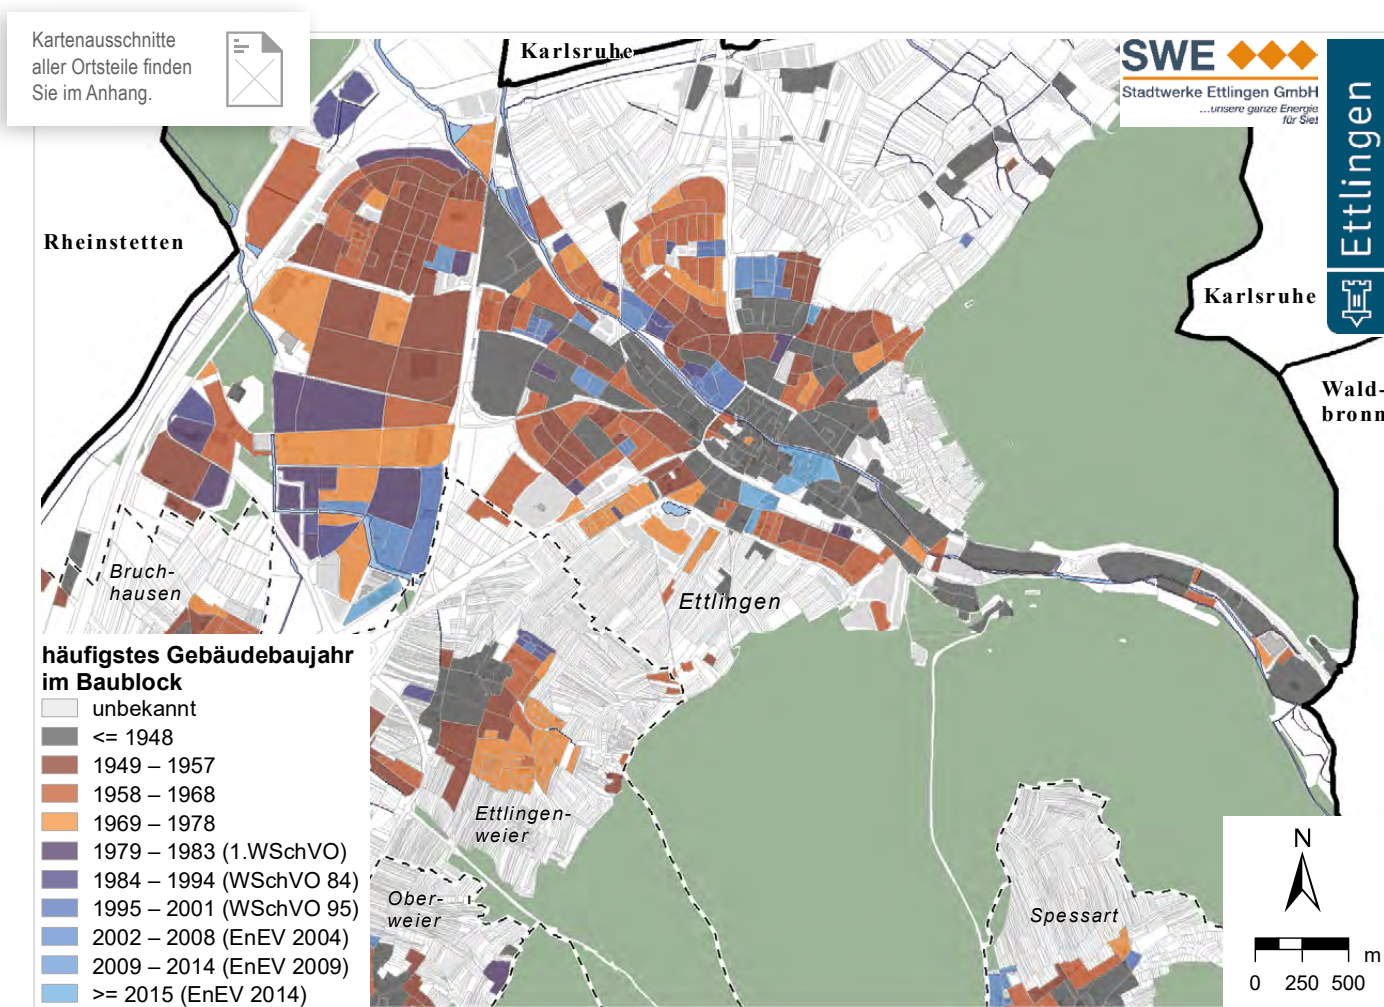 Kartenausschnitte
aller Ortsteile finden
Sie im Anhang.
Karlsruhe
SWE
Stadtwerke Ettlingen GmbH
...unsere ganze Energie
für Sie!
Ettlingen
Rheinstetten
Karlsruhe
Wald-
bronn
Bruch-
hausen
Ettlingen
häufigstes Gebäudebaujahr
im Baublock
unbekannt
<= 1948
1949 – 1957
1958 – 1968
1969 – 1978
1979 – 1983 (1.WSchVO)
1984 – 1994 (WSchVO 84)
1995 – 2001 (WSchVO 95)
2002 – 2008 (EnEV 2004)
2009 – 2014 (EnEV 2009)
>= 2015 (EnEV 2014)
Ettlingen-
weier
Ober-
weier
Spessart
N
m
0 250 500